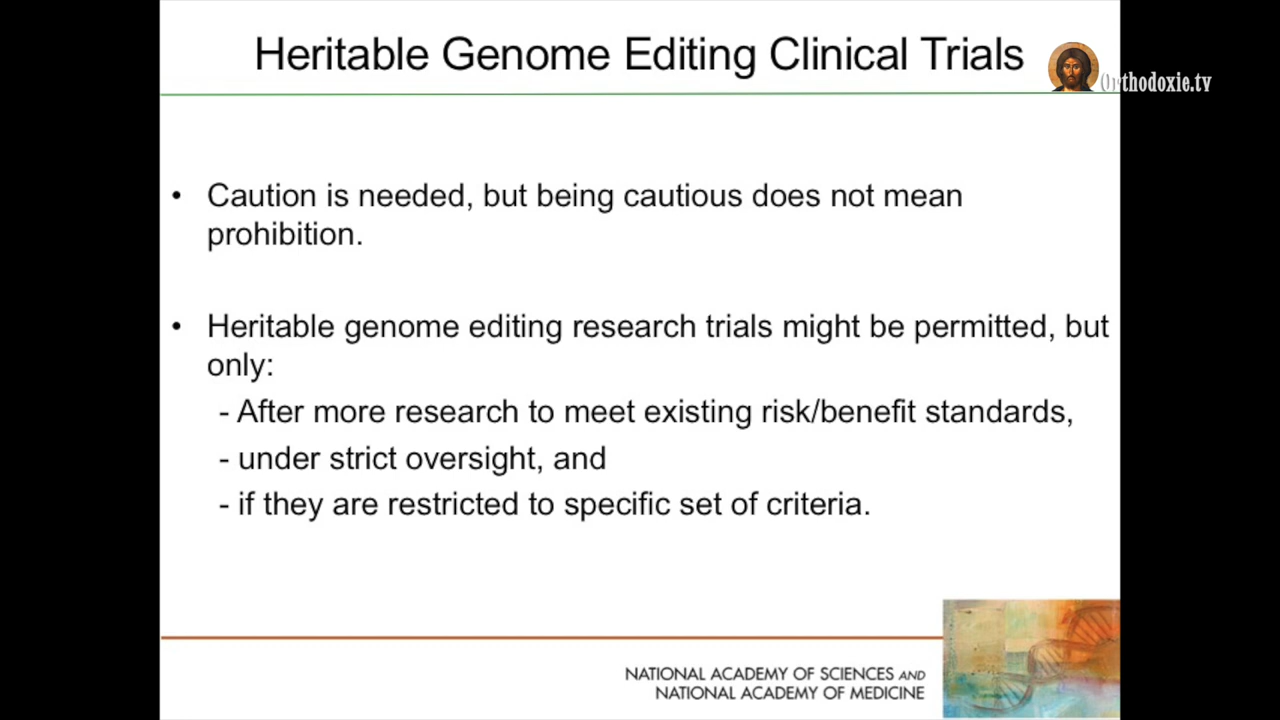 Heritable Genome Editing Clinical Trials
Orthodoxie.tv
• Caution is needed, but being cautious does not mean
prohibition.
• Heritable genome editing research trials might be permitted, but
only:
- After more research to meet existing risk/benefit standards,
- under strict oversight, and
- if they are restricted to specific set of criteria.
NATIONAL ACADEMY OF SCIENCES AND
NATIONAL ACADEMY OF MEDICINE